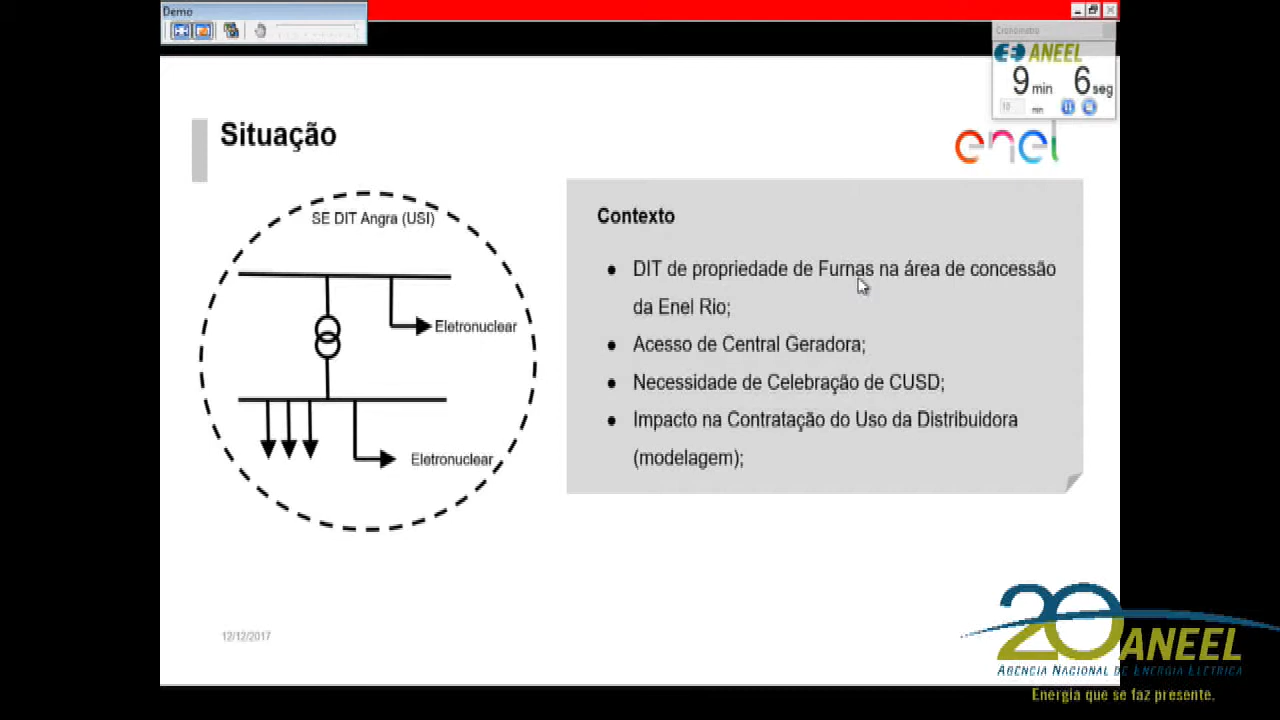 Demo
Cronometro
ANEEL
9 min 6 seg
10 min
Situação
enel
SE DIT Angra (USI)
Eletronuclear
Eletronuclear
Contexto
● DIT de propriedade de Furnas na área de concessão
da Enel Rio;
● Acesso de Central Geradora;
● Necessidade de Celebração de CUSD;
● Impacto na Contratação do Uso da Distribuidora
(modelagem);
12/12/2017
20 ANEEL
AGÊNCIA NACIONAL DE ENERGIA ELÉTRICA
Energia que se faz presente.